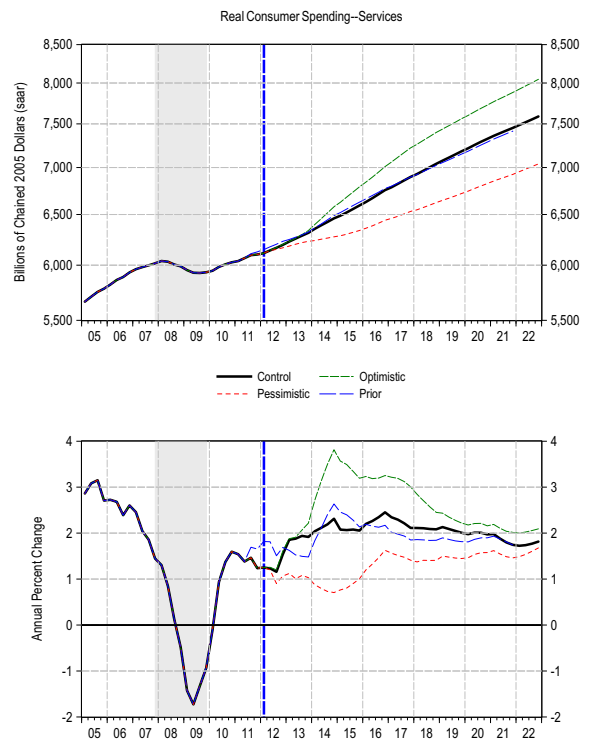 Real Consumer Spending--Services
8,500 8,500
8,000 8,000
7,500 7,500
7,000 7,000
6,500 6,500
6,000 6,000
5,500 5,500
Billions of Chained 2005 Dollars (saar)
05 06 07 08 09 10 11 12 13 14 15 16 17 18 19 20 21 22
Control Optimistic
Pessimistic Prior
4 4
3 3
2 2
1 1
0 0
-1 -1
-2 -2
Annual Percent Change
05 06 07 08 09 10 11 12 13 14 15 16 17 18 19 20 21 22